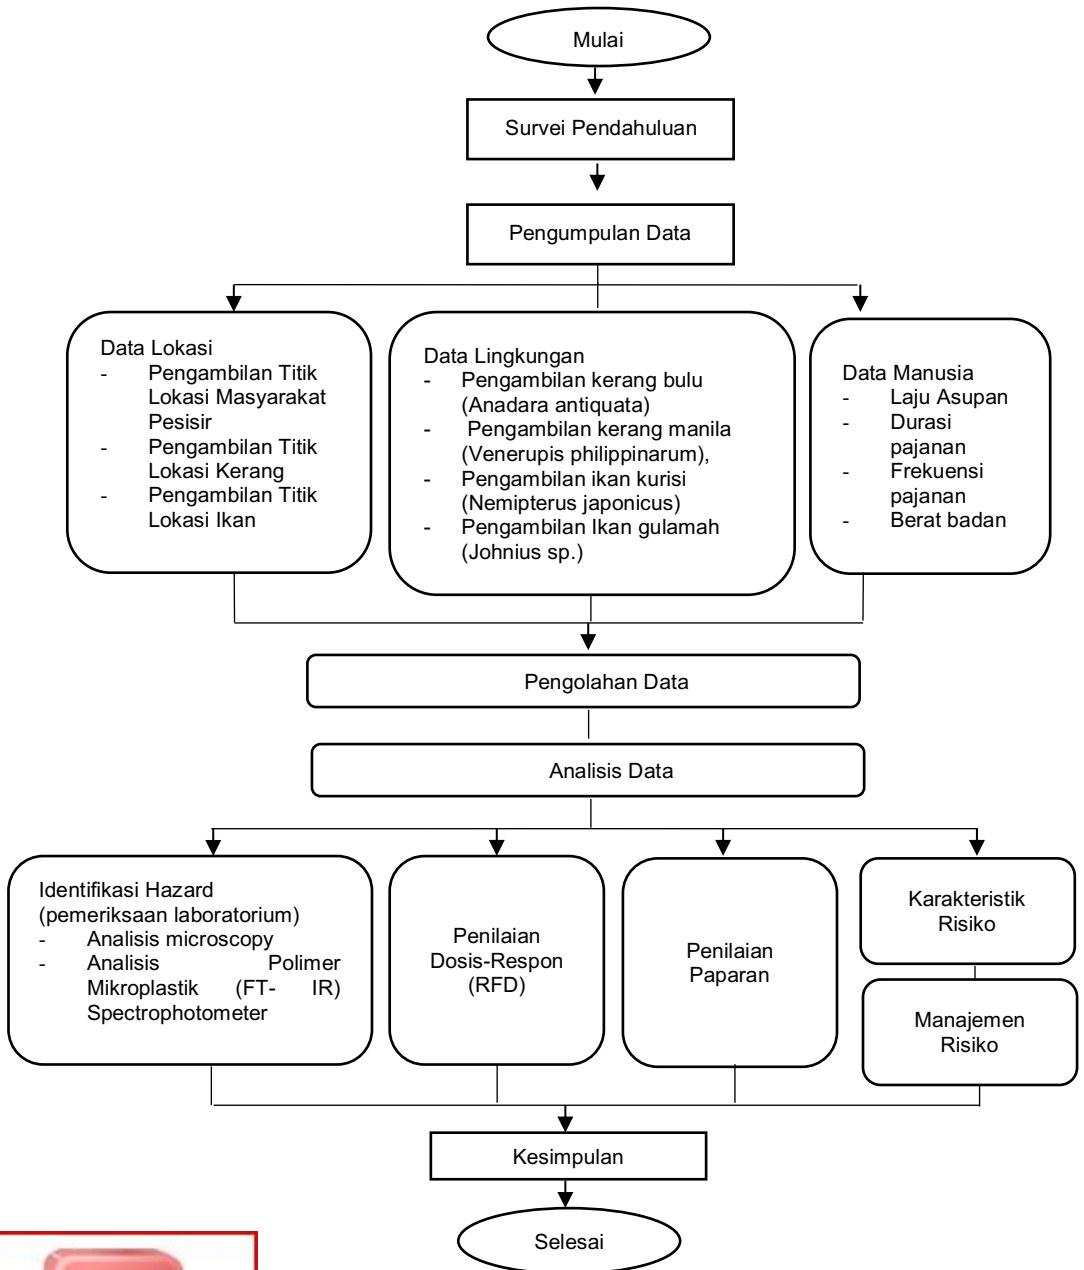 Mulai
Survei Pendahuluan
Pengumpulan Data
Data Lokasi
- Pengambilan Titik
Lokasi Masyarakat
Pesisir
- Pengambilan Titik
Lokasi Kerang
- Pengambilan Titik
Lokasi Ikan
Data Lingkungan
- Pengambilan kerang bulu
(Anadara antiquata)
- Pengambilan kerang manila
(Venerupis philippinarum),
- Pengambilan ikan kurisi
(Nemipterus japonicus)
- Pengambilan Ikan gulamah
(Johnius sp.)
Data Manusia
- Laju Asupan
- Durasi
pajanan
- Frekuensi
pajanan
- Berat badan
Pengolahan Data
Analisis Data
Identifikasi Hazard
(pemeriksaan laboratorium)
- Analisis microscopy
- Analisis Polimer
Mikroplastik (FT- IR)
Spectrophotometer
Penilaian
Dosis-Respon
(RFD)
Penilaian
Paparan
Karakteristik
Risiko
Manajemen
Risiko
Kesimpulan
Selesai